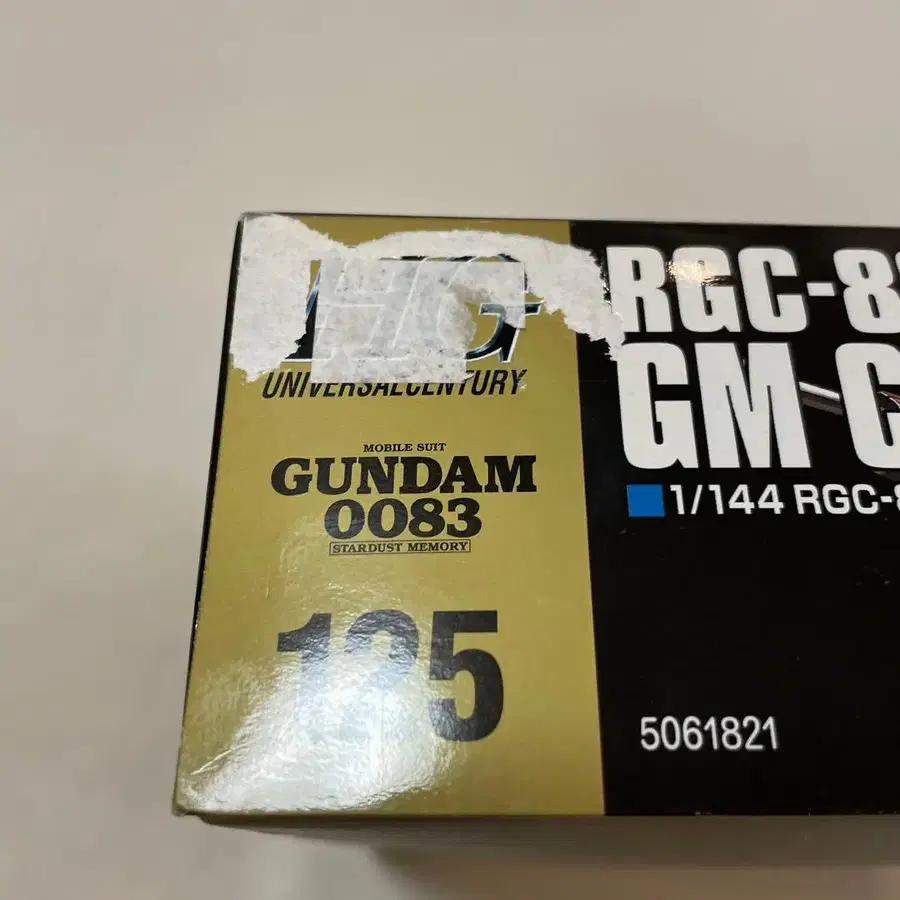 HG
UNIVERSALCENTURY
MOBILE SUIT
GUNDAM
0083
STARDUST MEMORY
125
RGC-8
GM C
1/144 RGC-8
5061821